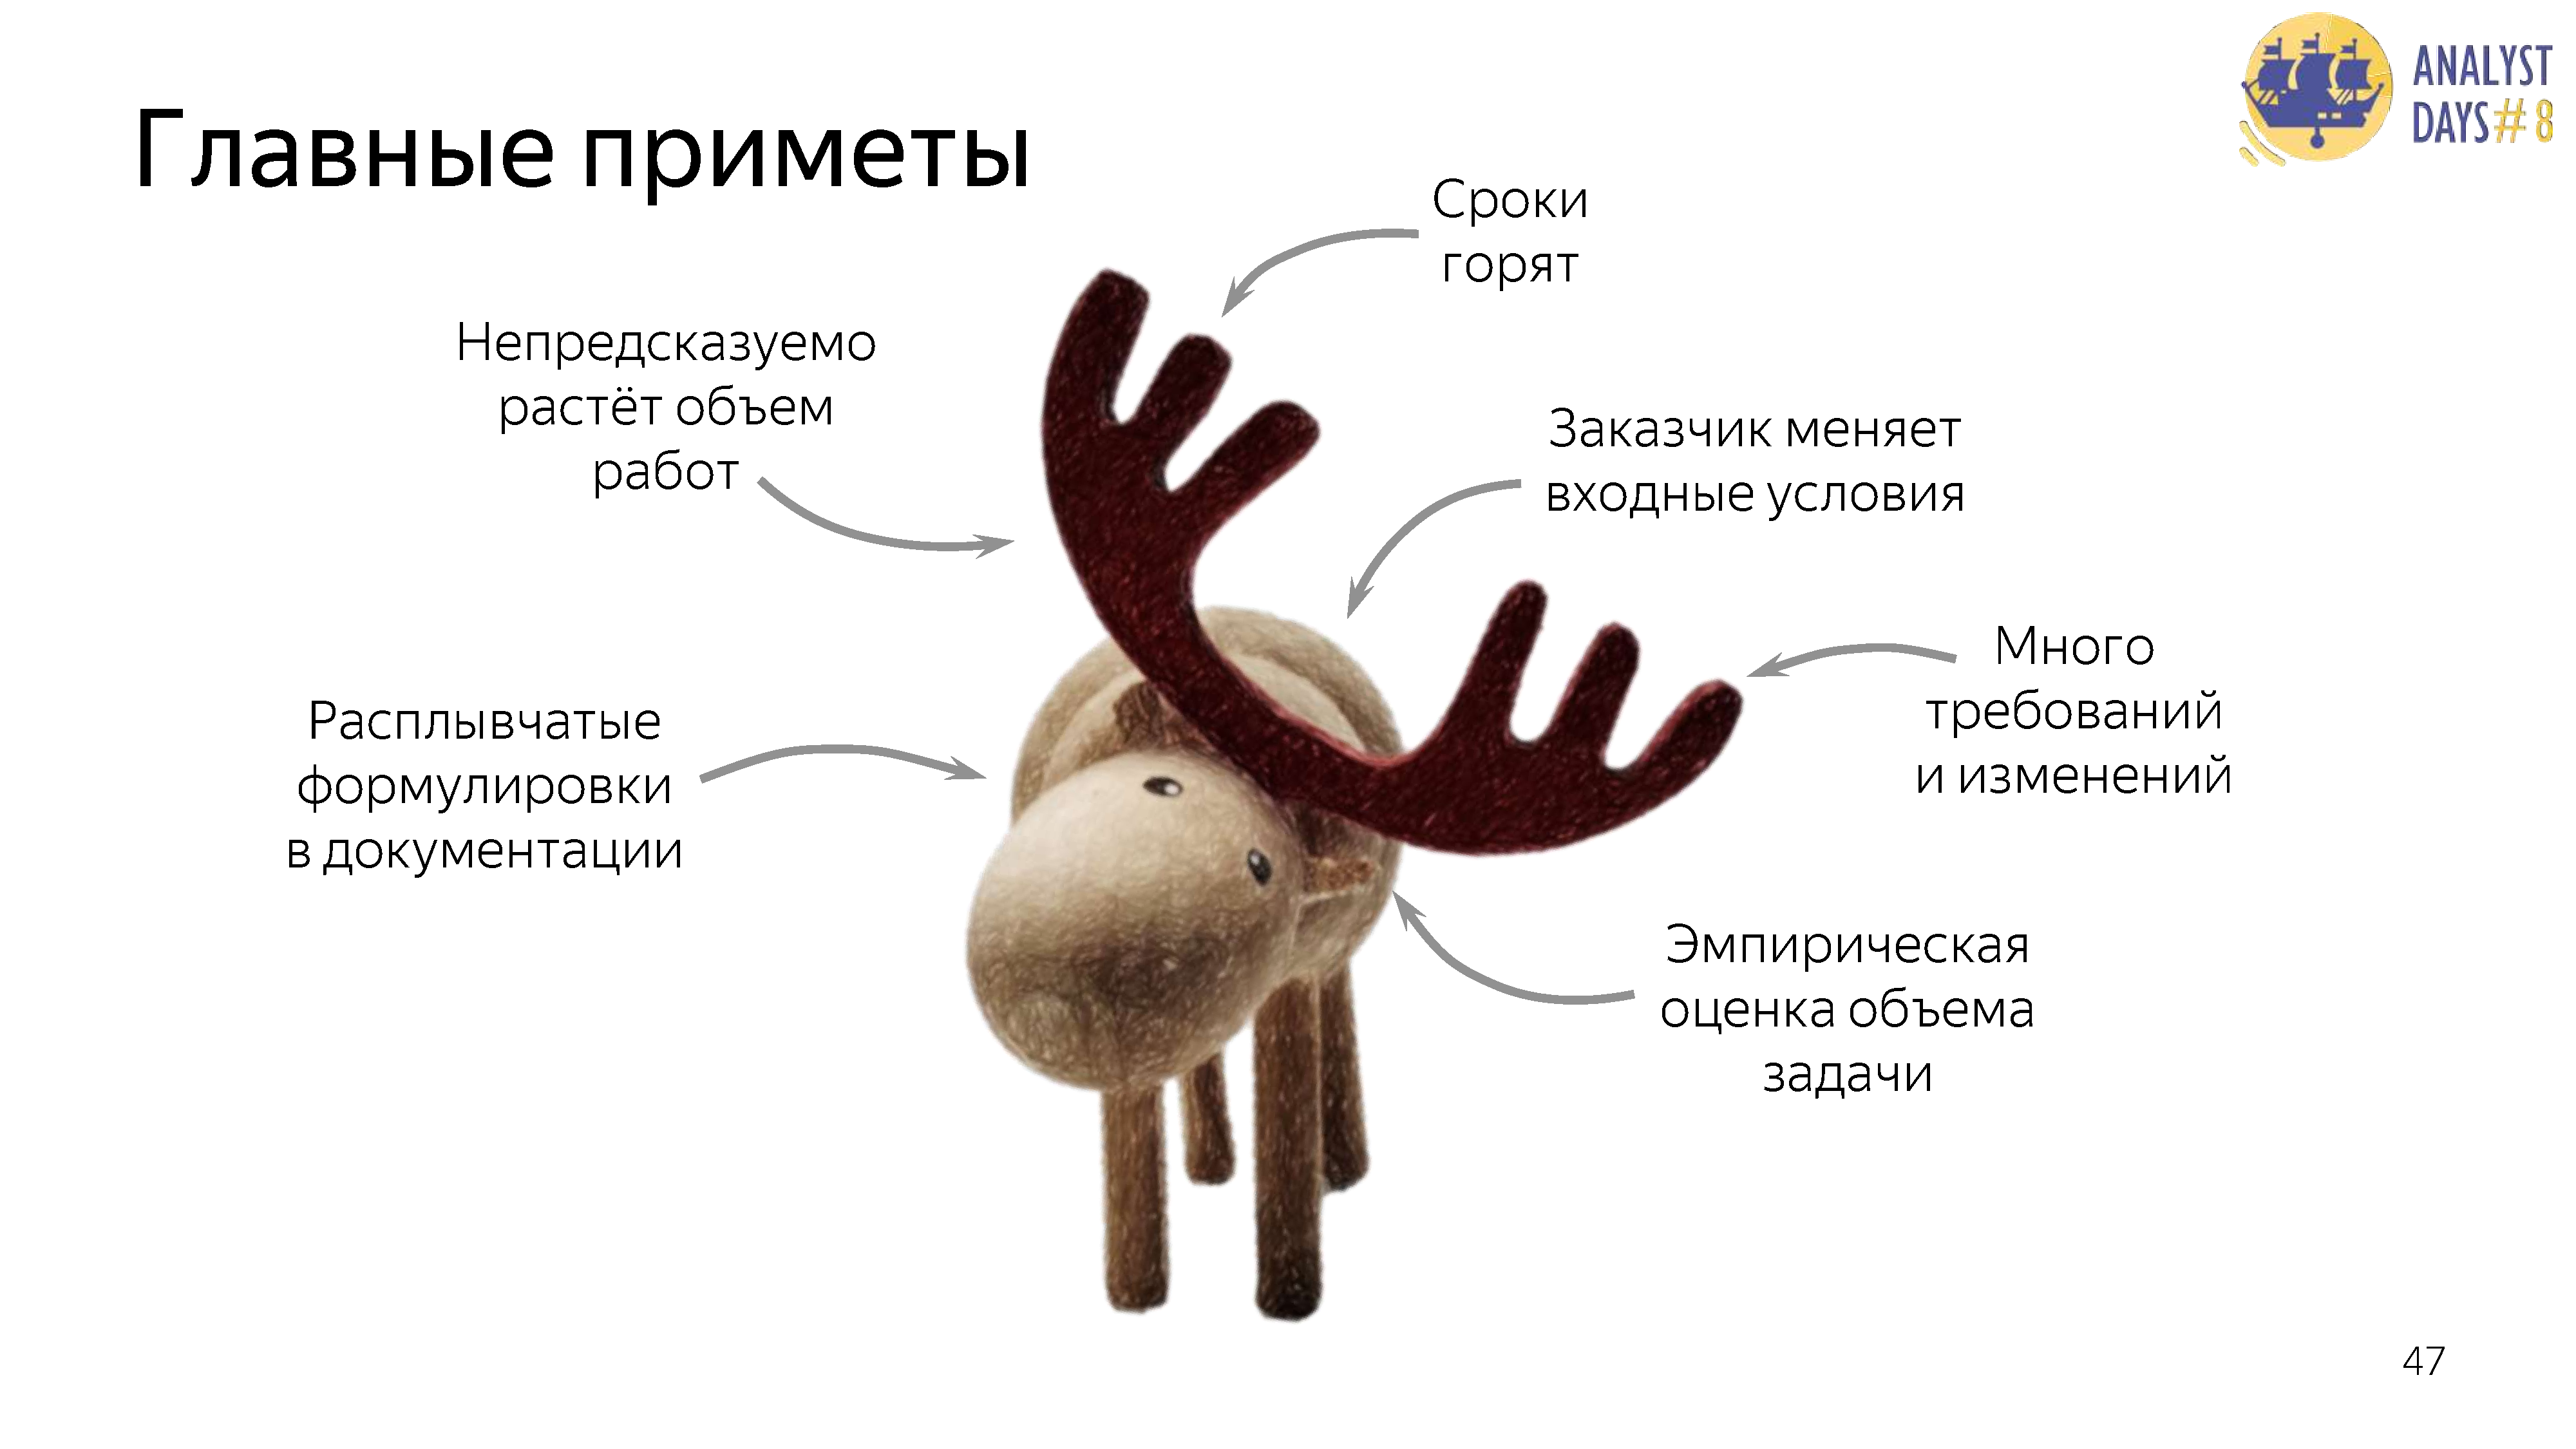 ANALYST
DAYS#8
Главные приметы
Сроки
горят
Непредсказуемо
растёт объем
работ
Заказчик меняет
входные условия
Много
требований
и изменений
Расплывчатые
формулировки
в документации
Эмпирическая
оценка объема
задачи
47